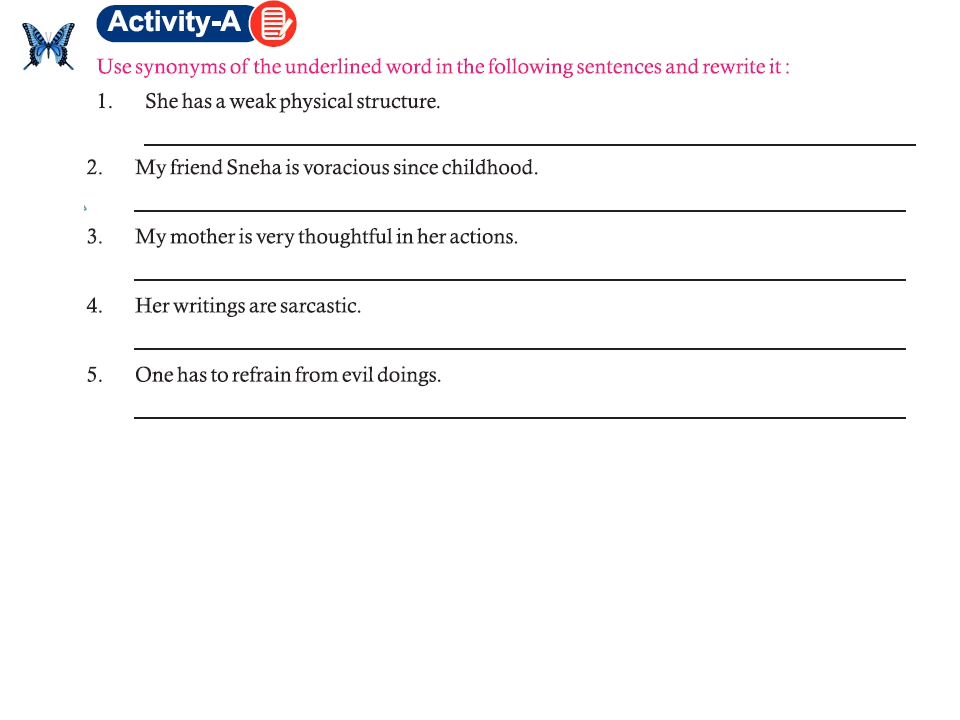 Activity-A
Use synonyms of the underlined word in the following sentences and rewrite it :
1. She has a weak physical structure.
2. My friend Sneha is voracious since childhood.
3. My mother is very thoughtful in her actions.
4. Her writings are sarcastic.
5. One has to refrain from evil doings.